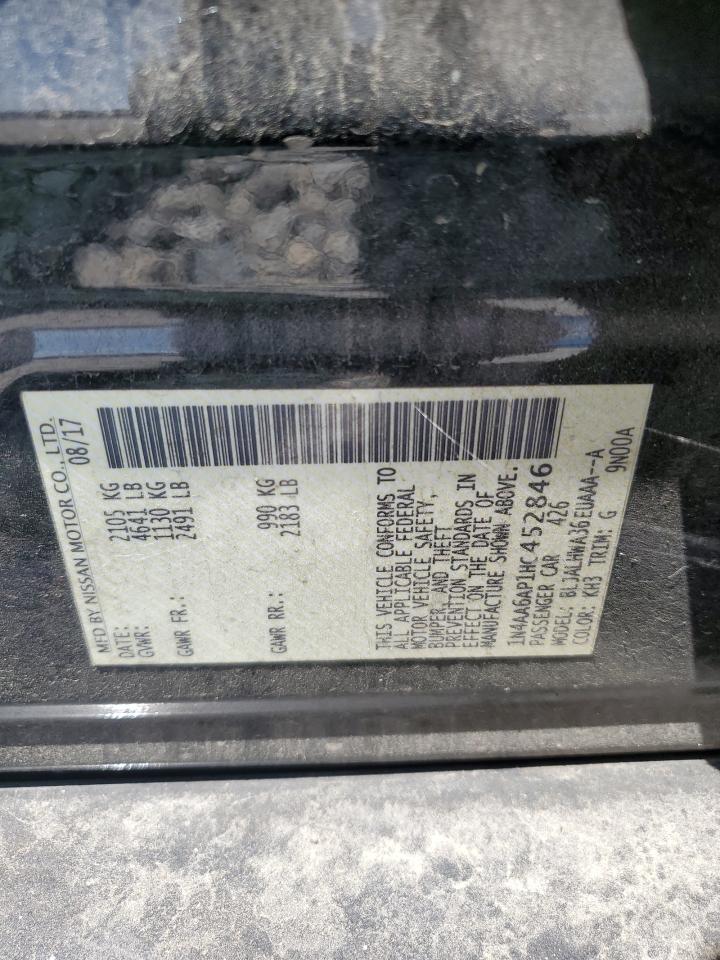 MFD BY NISSAN MOTOR CO., LTD.
DATE: 08/17
GVWR: 2105 KG
4641 LB
GAWR FR.: 1130 KG
2491 LB
GAWR RR.: 990 KG
2183 LB
THIS VEHICLE CONFORMS TO
ALL APPLICABLE FEDERAL
MOTOR VEHICLE SAFETY,
BUMPER, AND THEFT
PREVENTION STANDARDS IN
EFFECT ON THE DATE OF
MANUFACTURE SHOWN ABOVE.
1N4AA6AP1HC452846
PASSENGER CAR 426
MODEL: BLJALHWA36EUAAA--A
COLOR: KH3 TRIM: G 9N00A